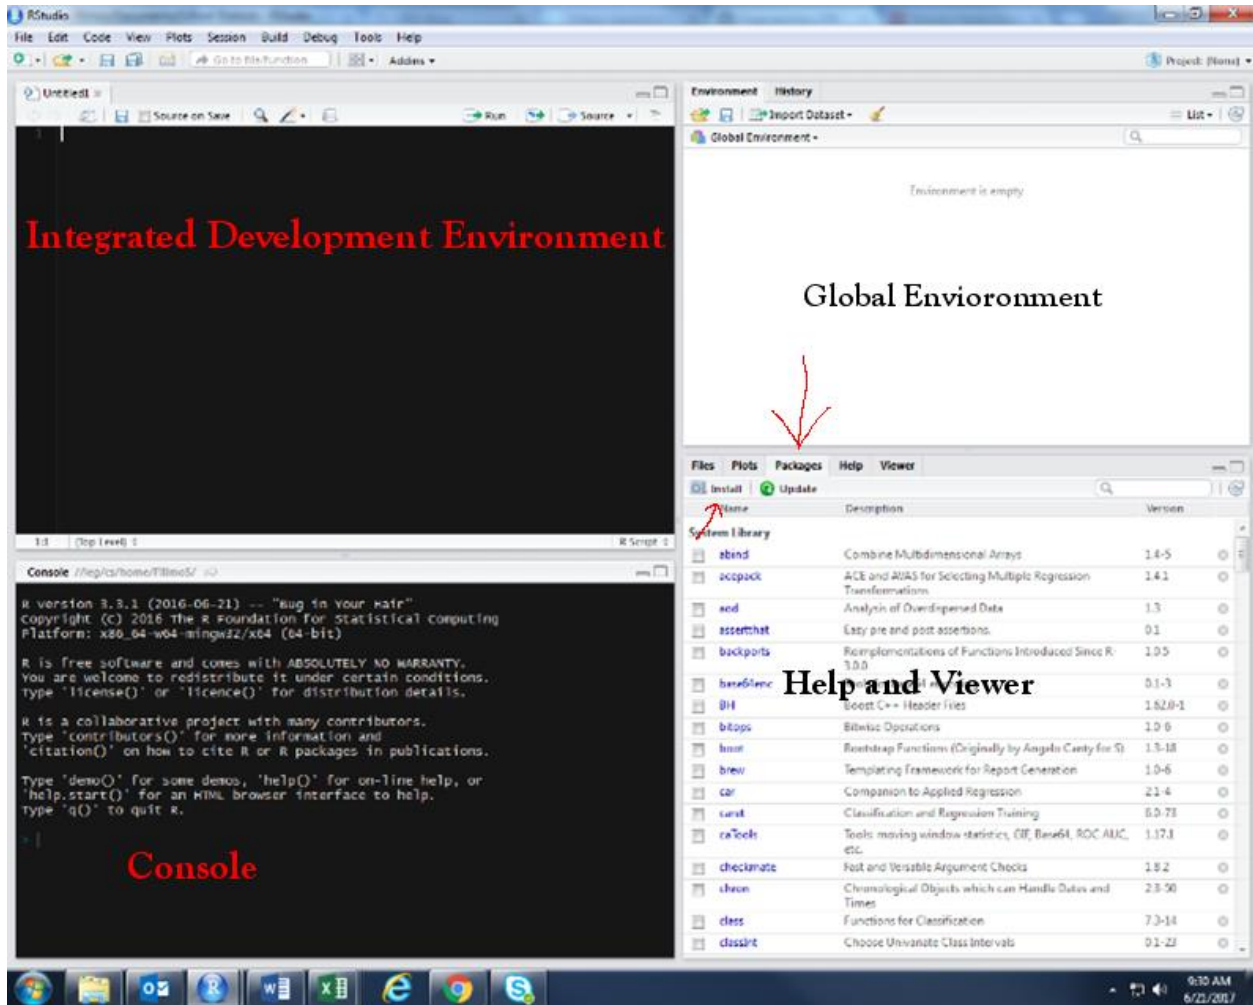 RStudio
File Edit Code View Plots Session Build Debug Tools Help
Go to file/function Addins Project: (None)
Untitled1
Source on Save Run Source
1
Integrated Development Environment
1:1 (Top Level) R Script
Console
R version 3.3.1 (2016-06-21) -- "Bug in Your Hair"
Copyright (C) 2016 The R Foundation for Statistical Computing
Platform: x86_64-w64-mingw32/x64 (64-bit)
R is free software and comes with ABSOLUTELY NO WARRANTY.
You are welcome to redistribute it under certain conditions.
Type 'license()' or 'licence()' for distribution details.
R is a collaborative project with many contributors.
Type 'contributors()' for more information and
'citation()' on how to cite R or R packages in publications.
Type 'demo()' for some demos, 'help()' for on-line help, or
'help.start()' for an HTML browser interface to help.
Type 'q()' to quit R.
>
Console
Environment History
Import Dataset List
Global Environment
Environment is empty
Global Envioronment
Files Plots Packages Help Viewer
Install Update
Name Description Version
System Library
abind Combine Multidimensional Arrays 1.4-5
acepack ACE and AVAS for Selecting Multiple Regression 1.4.1
Transformations
aod Analysis of Overdispersed Data 1.3
assertthat Easy pre and post assertions. 0.1
backports Reimplementations of Functions Introduced Since R- 1.0.5
3.0.0
base64enc 0.1-3
Help and Viewer
BH Boost C++ Header Files 1.62.0-1
bitops Bitwise Operations 1.0-6
boot Bootstrap Functions (Originally by Angelo Canty for S) 1.3-18
brew Templating Framework for Report Generation 1.0-6
car Companion to Applied Regression 2.1-4
caret Classification and Regression Training 6.0-73
caTools Tools: moving window statistics, GIF, Base64, ROC AUC, 1.17.1
etc.
checkmate Fast and Versatile Argument Checks 1.8.2
chron Chronological Objects which can Handle Dates and 2.3-50
Times
class Functions for Classification 7.3-14
classInt Choose Univariate Class Intervals 0.1-23
9:30 AM
6/21/2017